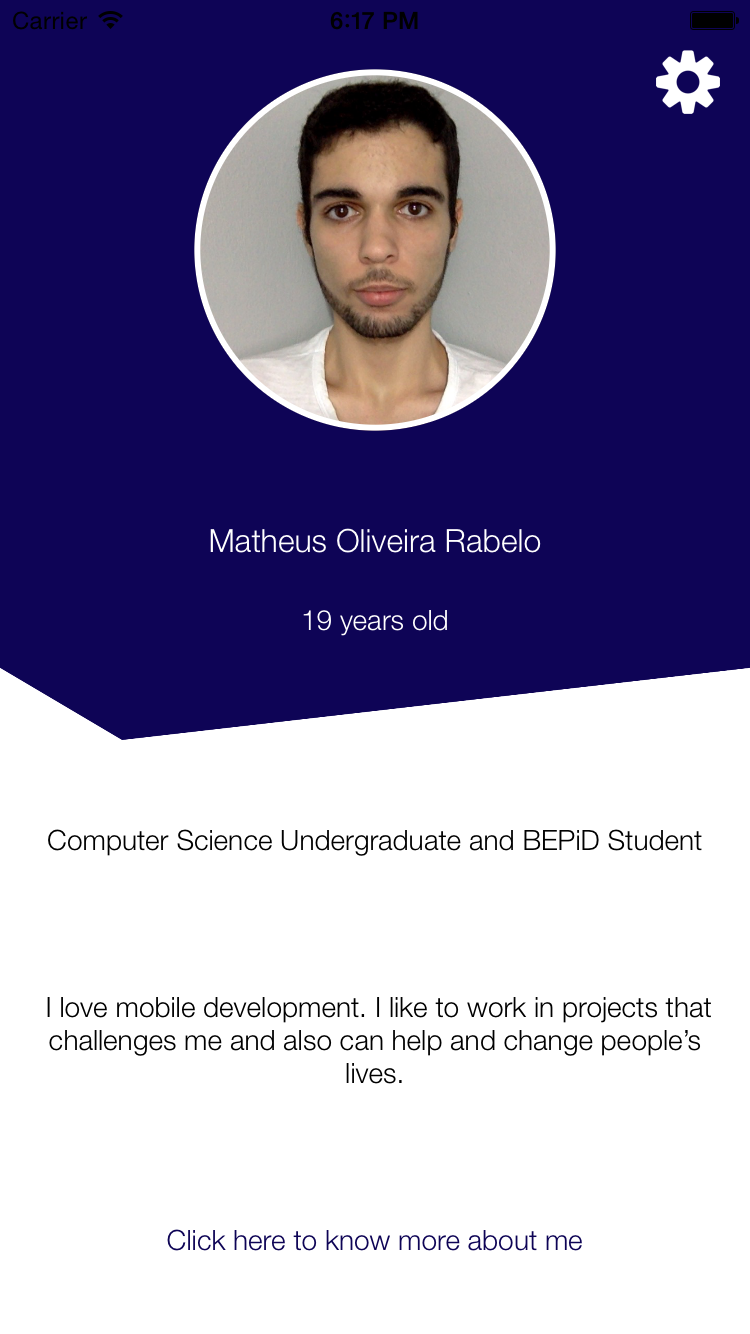 Carrier 6:17 PM
Matheus Oliveira Rabelo
19 years old
Computer Science Undergraduate and BEPiD Student
I love mobile development. I like to work in projects that
challenges me and also can help and change people’s
lives.
Click here to know more about me